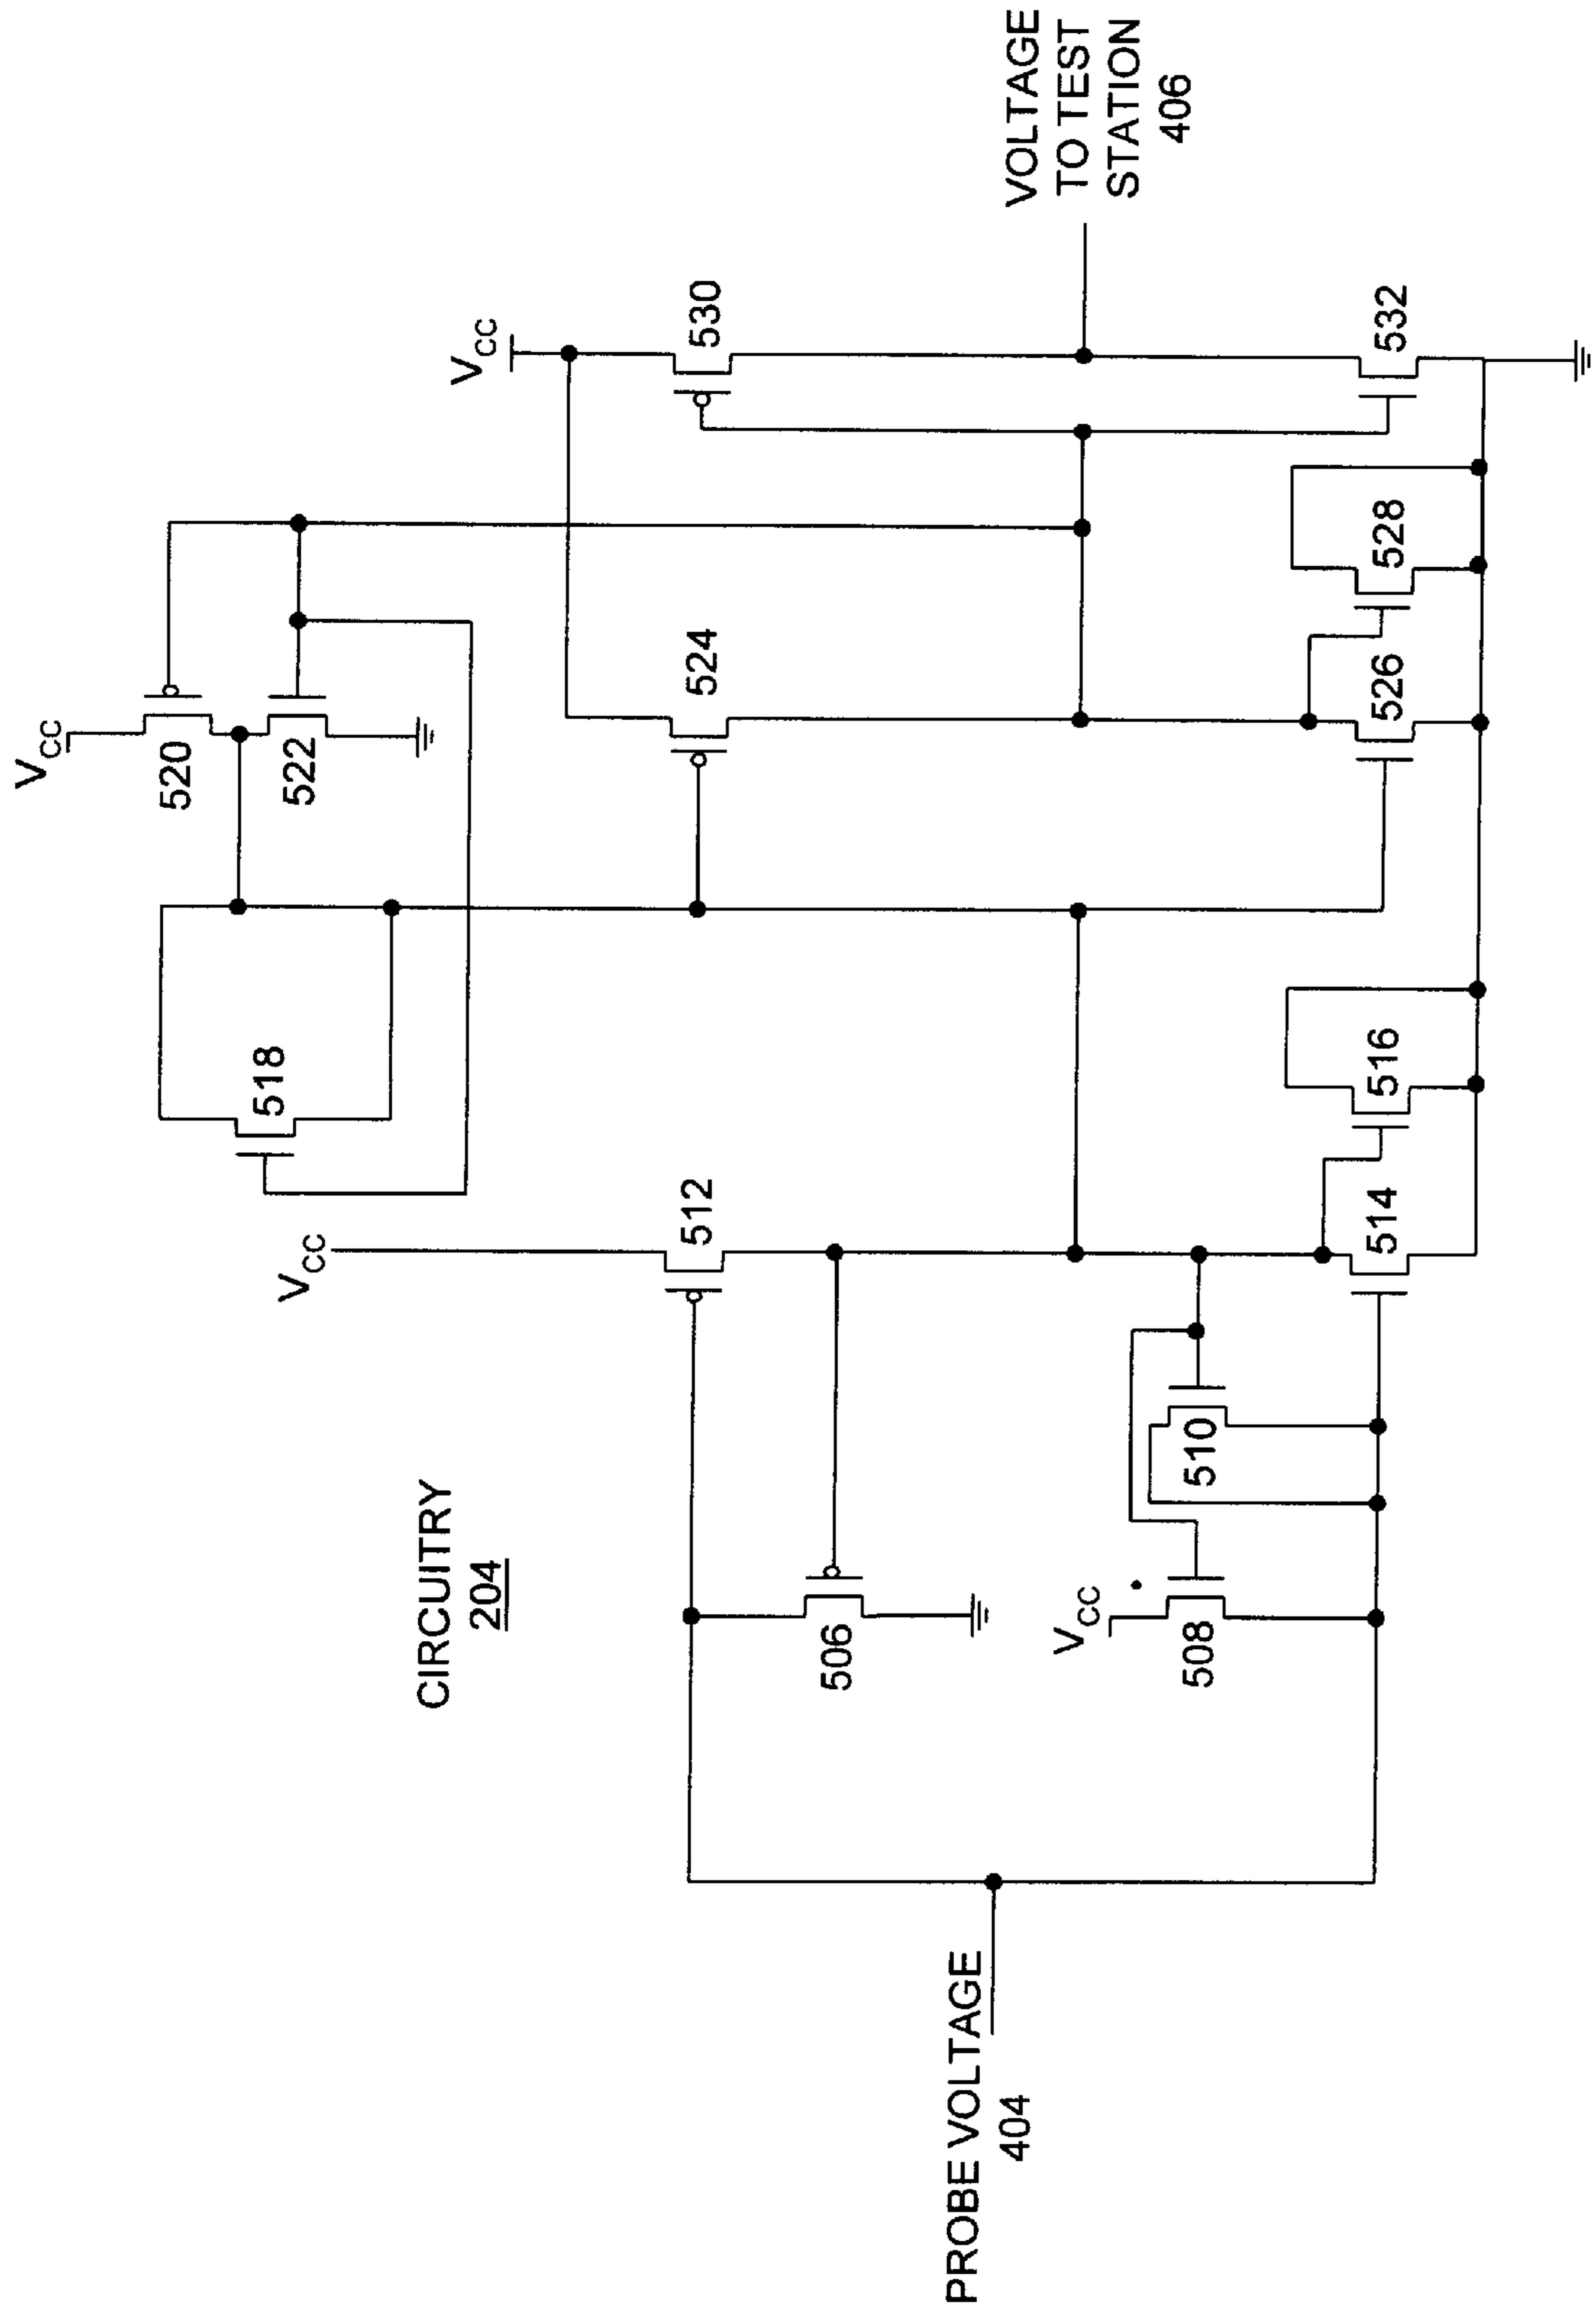 CIRCUITRY
204
V_CC
520
522
518
V_CC
530
524
V_CC
512
506
V_CC
508
510
514
516
526
528
532
PROBE VOLTAGE
404
VOLTAGE
TO TEST
STATION
406